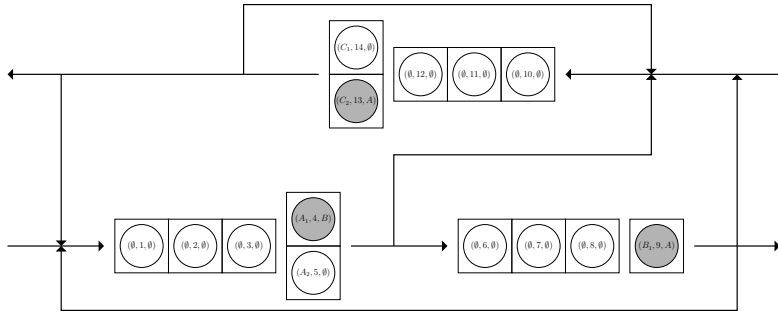 (C₁, 14, ∅)
(∅, 12, ∅) (∅, 11, ∅) (∅, 10, ∅)
(C₂, 13, A)
(A₁, 4, B)
(∅, 1, ∅) (∅, 2, ∅) (∅, 3, ∅) (∅, 6, ∅) (∅, 7, ∅) (∅, 8, ∅) (B₁, 9, A)
(A₂, 5, ∅)